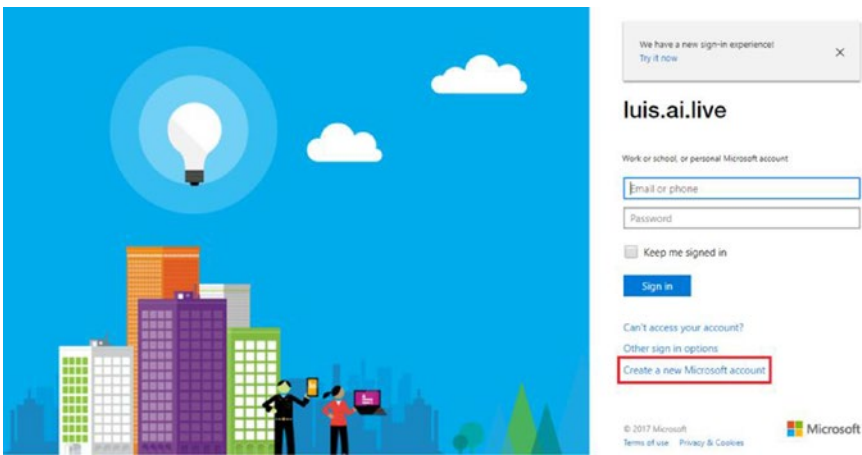 We have a new sign-in experience!
Try it now
luis.ai.live
Work or school, or personal Microsoft account
Email or phone
Password
Keep me signed in
Sign in
Can't access your account?
Other sign in options
Create a new Microsoft account
© 2017 Microsoft
Terms of use Privacy & Cookies
Microsoft